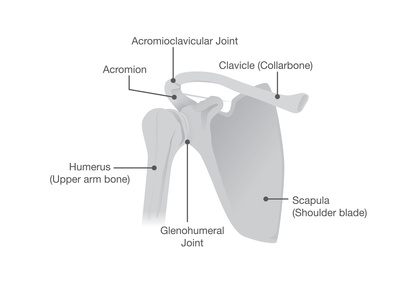 Acromioclavicular Joint
Clavicle (Collarbone)
Acromion
Humerus
(Upper arm bone)
Scapula
(Shoulder blade)
Glenohumeral
Joint